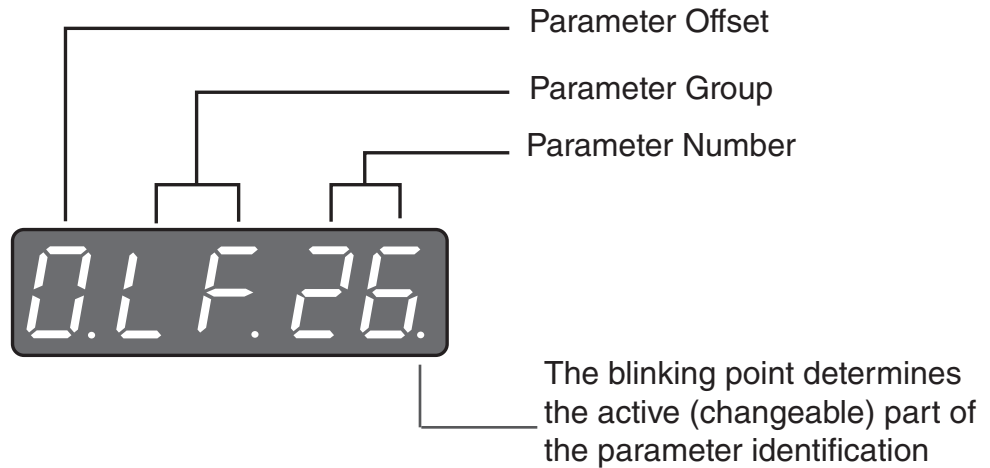 Parameter Offset
Parameter Group
Parameter Number
0.LF.26.
The blinking point determines
the active (changeable) part of
the parameter identification